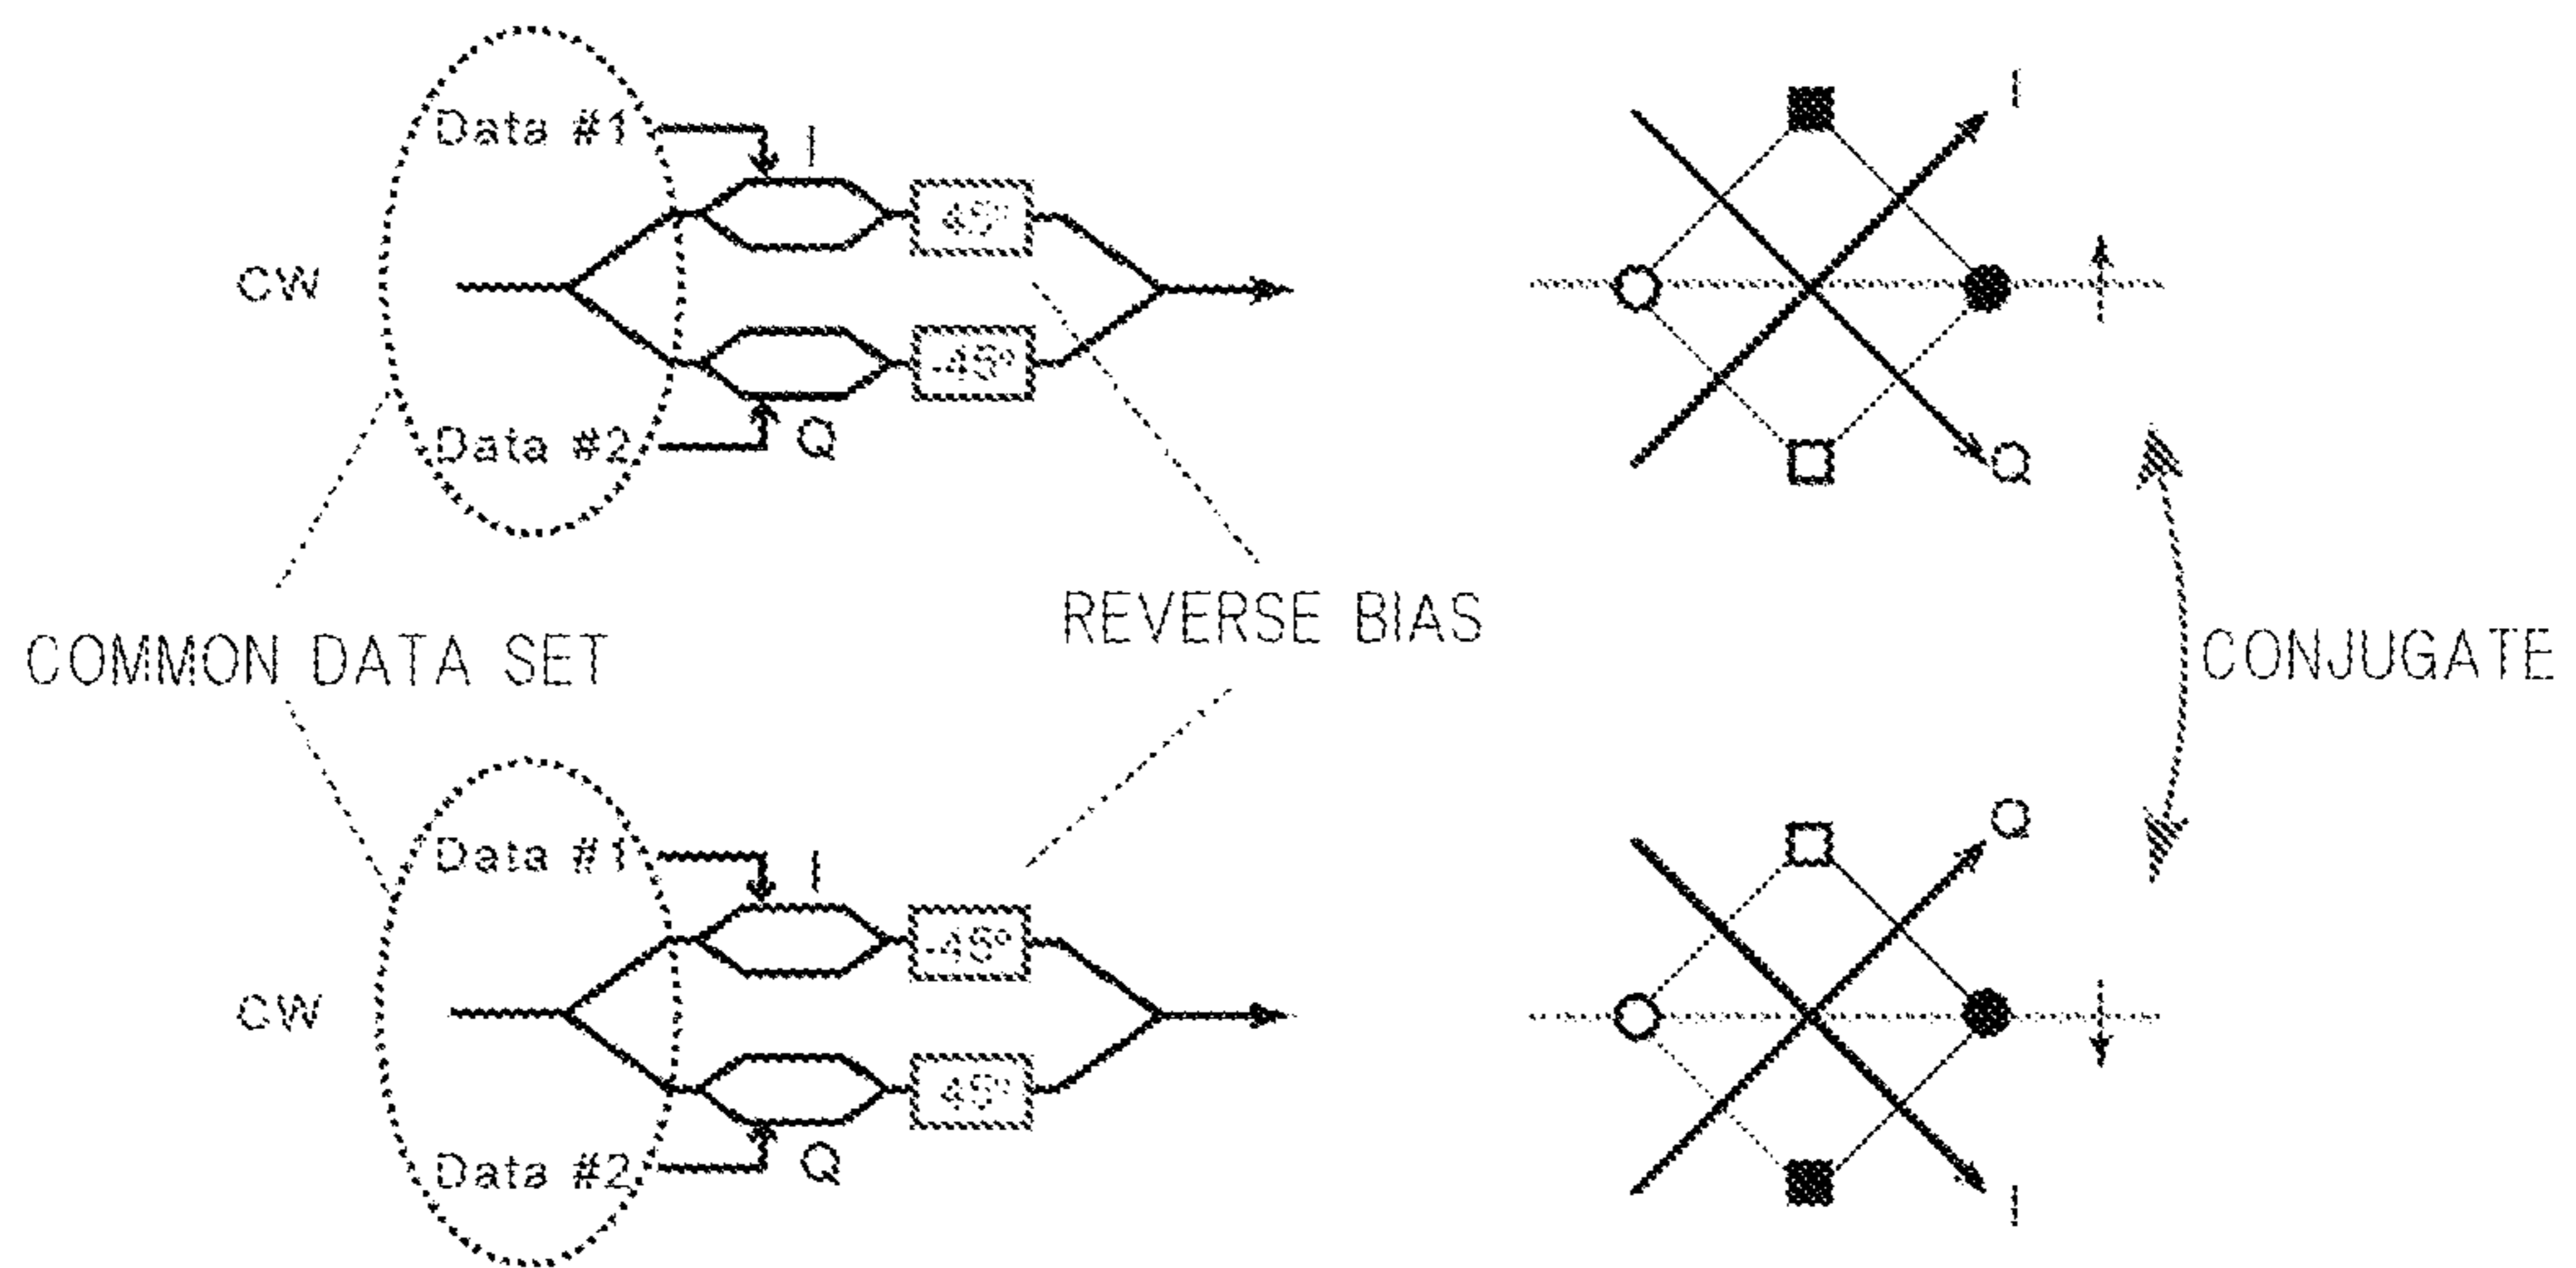 Data #1
I
45°
CW
-45°
Data #2
Q
I
Q
COMMON DATA SET
REVERSE BIAS
CONJUGATE
Data #1
I
-45°
CW
45°
Data #2
Q
Q
I